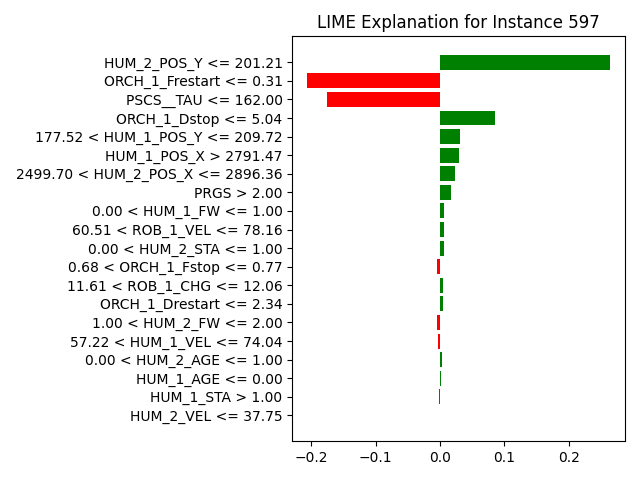 LIME Explanation for Instance 597
HUM_2_POS_Y <= 201.21
ORCH_1_Frestart <= 0.31
PSCS__TAU <= 162.00
ORCH_1_Dstop <= 5.04
177.52 < HUM_1_POS_Y <= 209.72
HUM_1_POS_X > 2791.47
2499.70 < HUM_2_POS_X <= 2896.36
PRGS > 2.00
0.00 < HUM_1_FW <= 1.00
60.51 < ROB_1_VEL <= 78.16
0.00 < HUM_2_STA <= 1.00
0.68 < ORCH_1_Fstop <= 0.77
11.61 < ROB_1_CHG <= 12.06
ORCH_1_Drestart <= 2.34
1.00 < HUM_2_FW <= 2.00
57.22 < HUM_1_VEL <= 74.04
0.00 < HUM_2_AGE <= 1.00
HUM_1_AGE <= 0.00
HUM_1_STA > 1.00
HUM_2_VEL <= 37.75
−0.2 −0.1 0.0 0.1 0.2